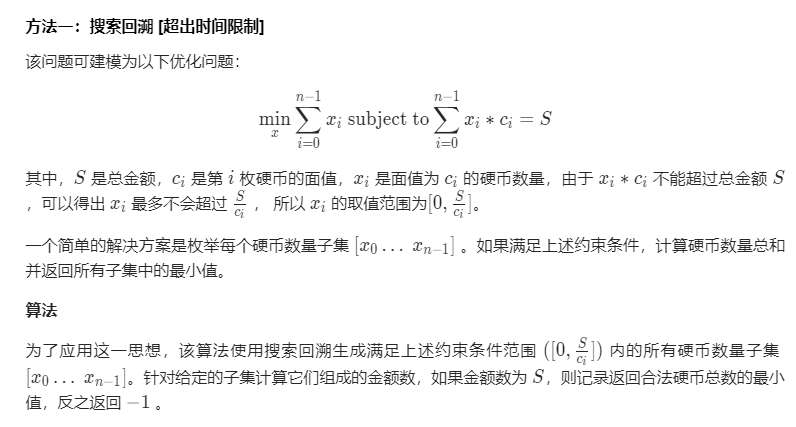 方法一：搜索回溯 [超出时间限制]
该问题可建模为以下优化问题：
$\min_{x} \sum_{i=0}^{n-1} x_i \text{ subject to } \sum_{i=0}^{n-1} x_i * c_i = S$
其中，$S$ 是总金额，$c_i$ 是第 $i$ 枚硬币的面值，$x_i$ 是面值为 $c_i$ 的硬币数量，由于 $x_i * c_i$ 不能超过总金额 $S$
，可以得出 $x_i$ 最多不会超过 $\frac{S}{c_i}$ ， 所以 $x_i$ 的取值范围为$[0, \frac{S}{c_i}]$。
一个简单的解决方案是枚举每个硬币数量子集 $[x_0 \ldots \ x_{n-1}]$ 。如果满足上述约束条件，计算硬币数量总和
并返回所有子集中的最小值。
算法
为了应用这一思想，该算法使用搜索回溯生成满足上述约束条件范围 $([0, \frac{S}{c_i}])$ 内的所有硬币数量子集
$[x_0 \ldots \ x_{n-1}]$。针对给定的子集计算它们组成的金额数，如果金额数为 $S$，则记录返回合法硬币总数的最小
值，反之返回 $-1$ 。